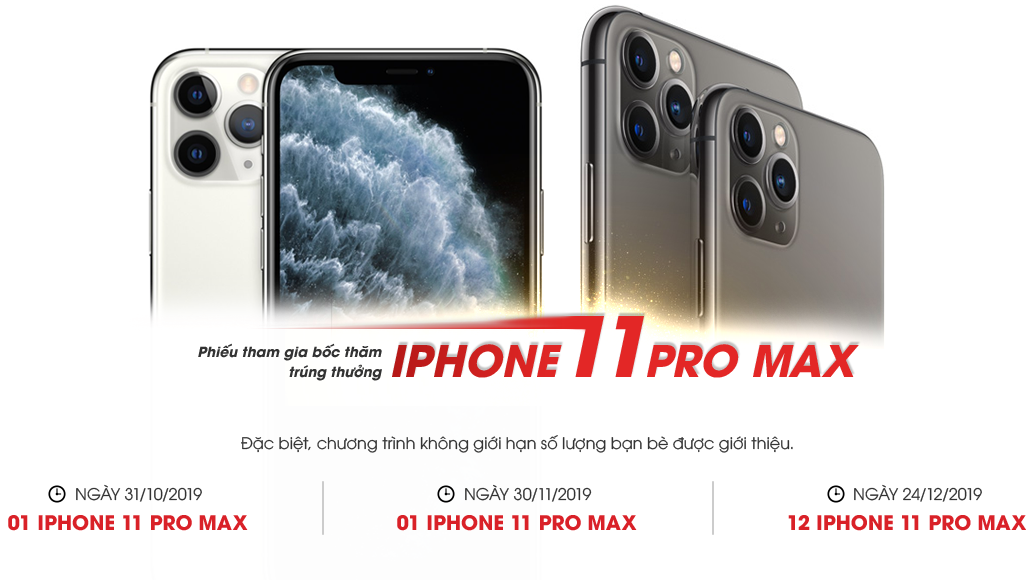 Phiếu tham gia bốc thăm
trúng thưởng
IPHONE 11 PRO MAX
Đặc biệt, chương trình không giới hạn số lượng bạn bè được giới thiệu.
NGÀY 31/10/2019
01 IPHONE 11 PRO MAX
NGÀY 30/11/2019
01 IPHONE 11 PRO MAX
NGÀY 24/12/2019
12 IPHONE 11 PRO MAX